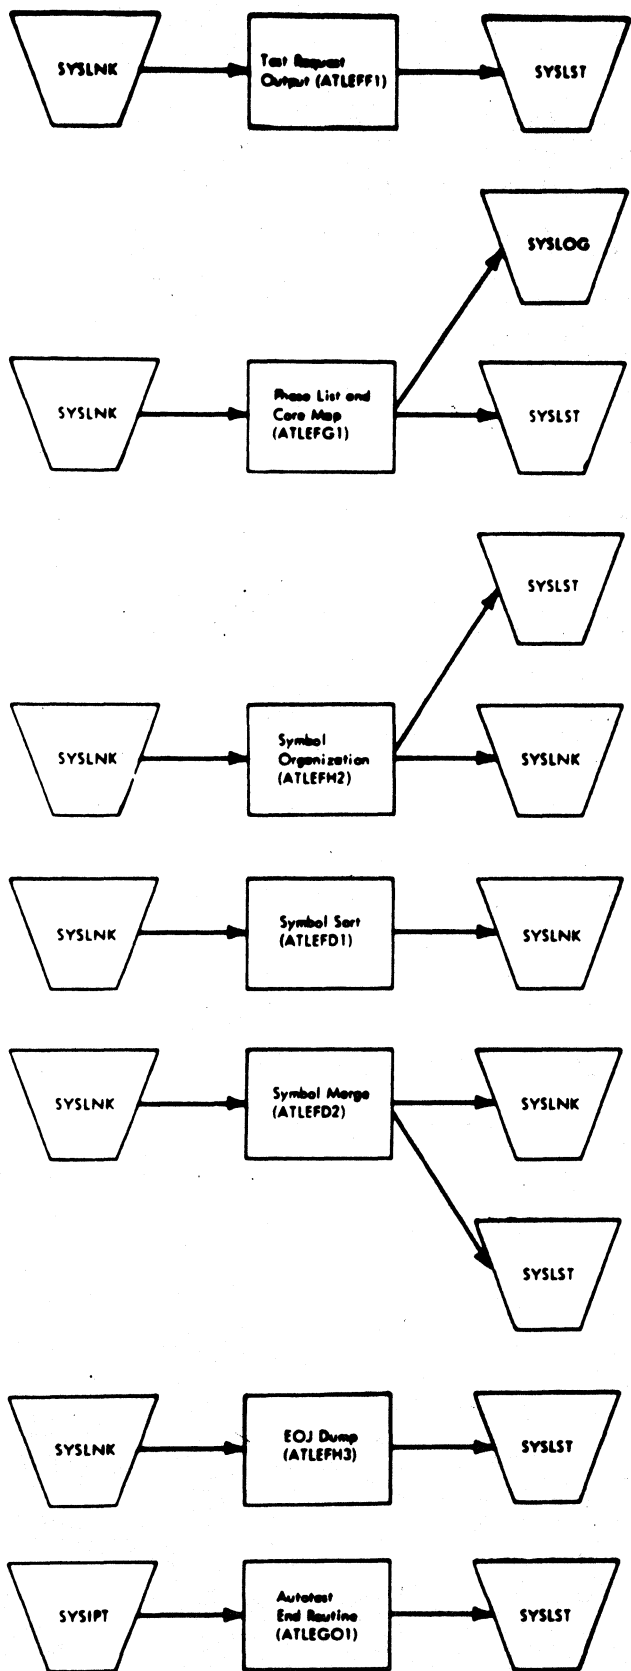 SYSLNK
Test Request
Output (ATLEFF1)
SYSLST
SYSLOG
SYSLNK
Phase List and
Core Map
(ATLEFG1)
SYSLST
SYSLST
SYSLNK
Symbol
Organization
(ATLEFH2)
SYSLNK
SYSLNK
Symbol Sort
(ATLEFD1)
SYSLNK
SYSLNK
Symbol Merge
(ATLEFD2)
SYSLNK
SYSLST
SYSLNK
EOJ Dump
(ATLEFH3)
SYSLST
SYSIPT
Autotest
End Routine
(ATLEGO1)
SYSLST